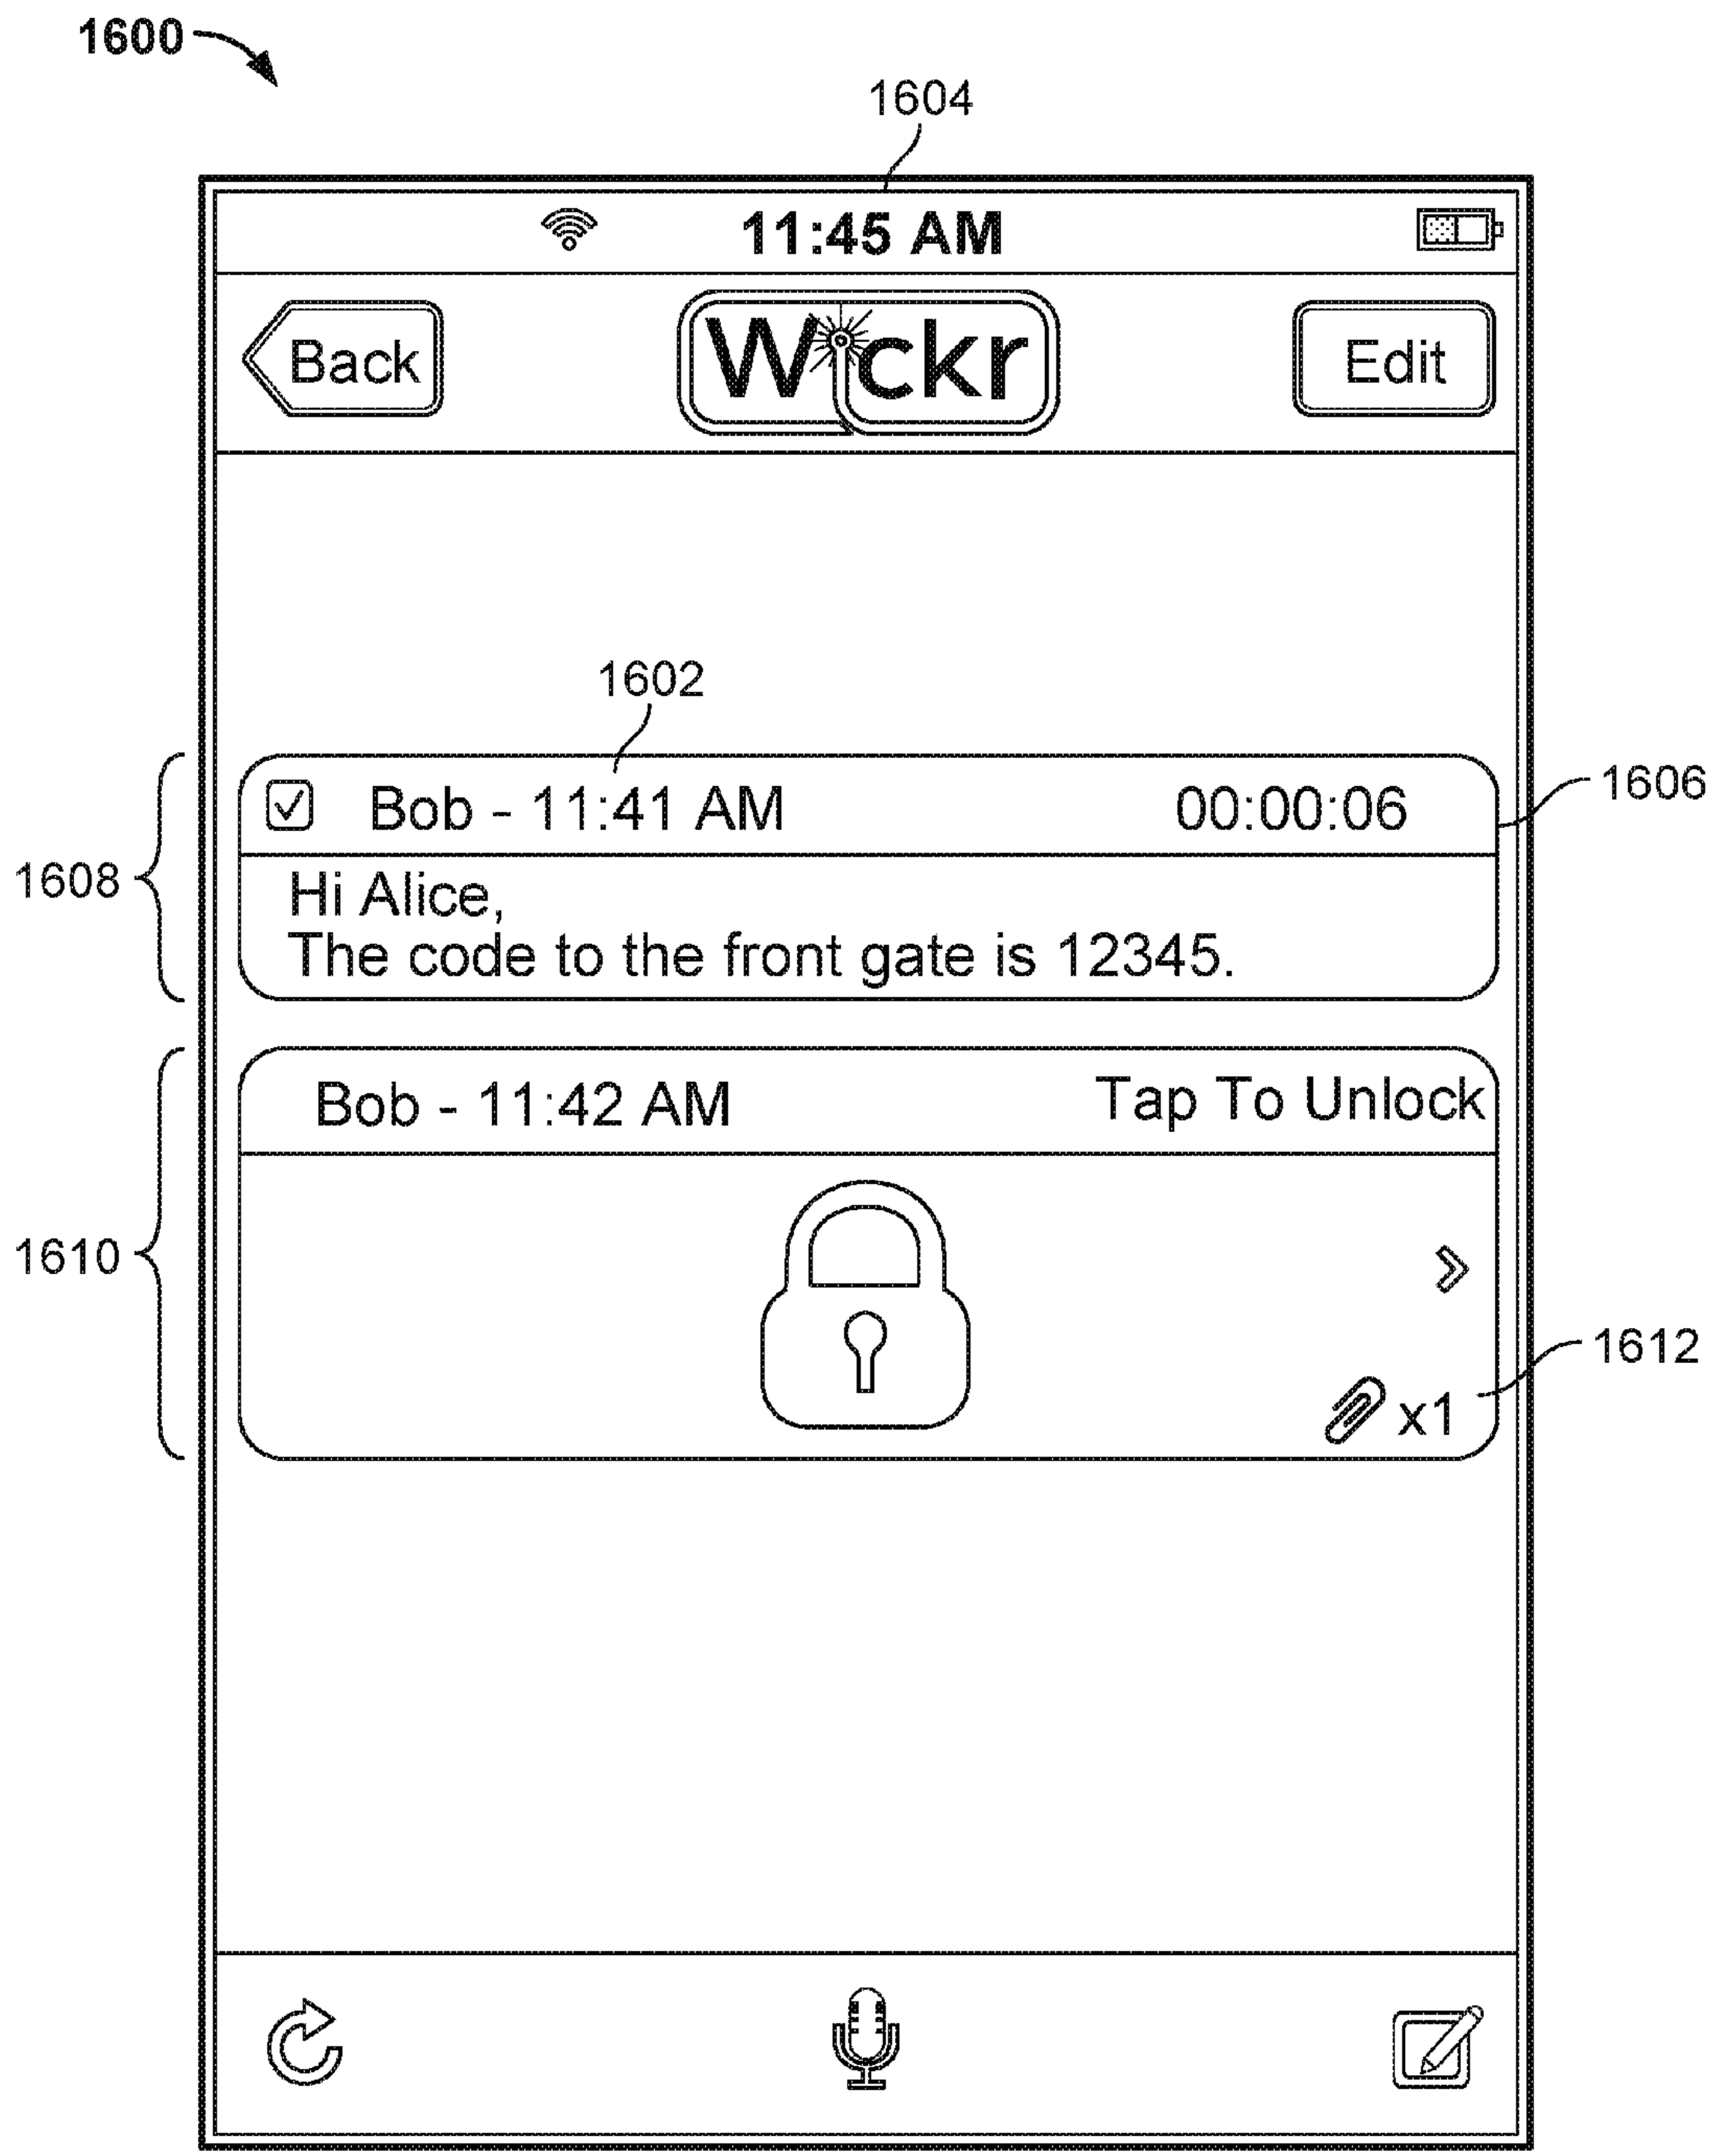 1600
1604
11:45 AM
Back
Wickr
Edit
1602
Bob - 11:41 AM 00:00:06
1606
1608
Hi Alice,
The code to the front gate is 12345.
Bob - 11:42 AM Tap To Unlock
1610
1612
x1